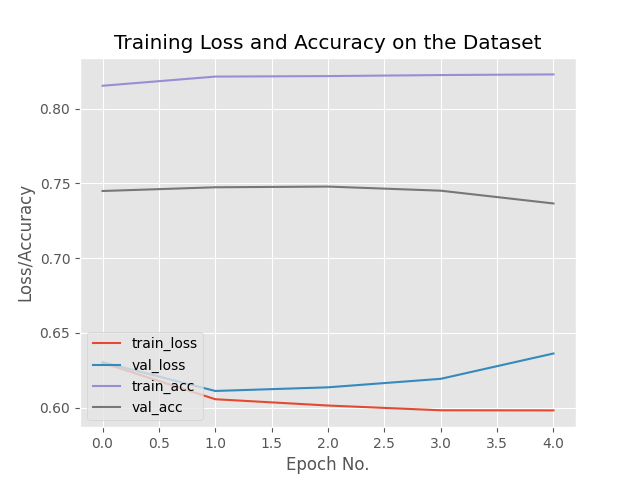 Training Loss and Accuracy on the Dataset
Loss/Accuracy
0.80
0.75
0.70
0.65
0.60
train_loss
val_loss
train_acc
val_acc
0.0 0.5 1.0 1.5 2.0 2.5 3.0 3.5 4.0
Epoch No.